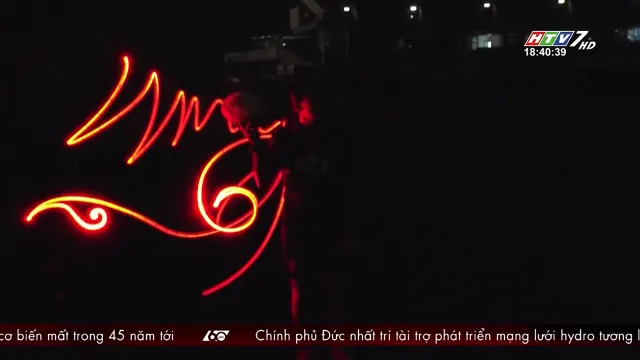 HTV7 HD
18:40:39
cơ biến mất trong 45 năm tới 60 Chính phủ Đức nhất trí tài trợ phát triển mạng lưới hydro tương l